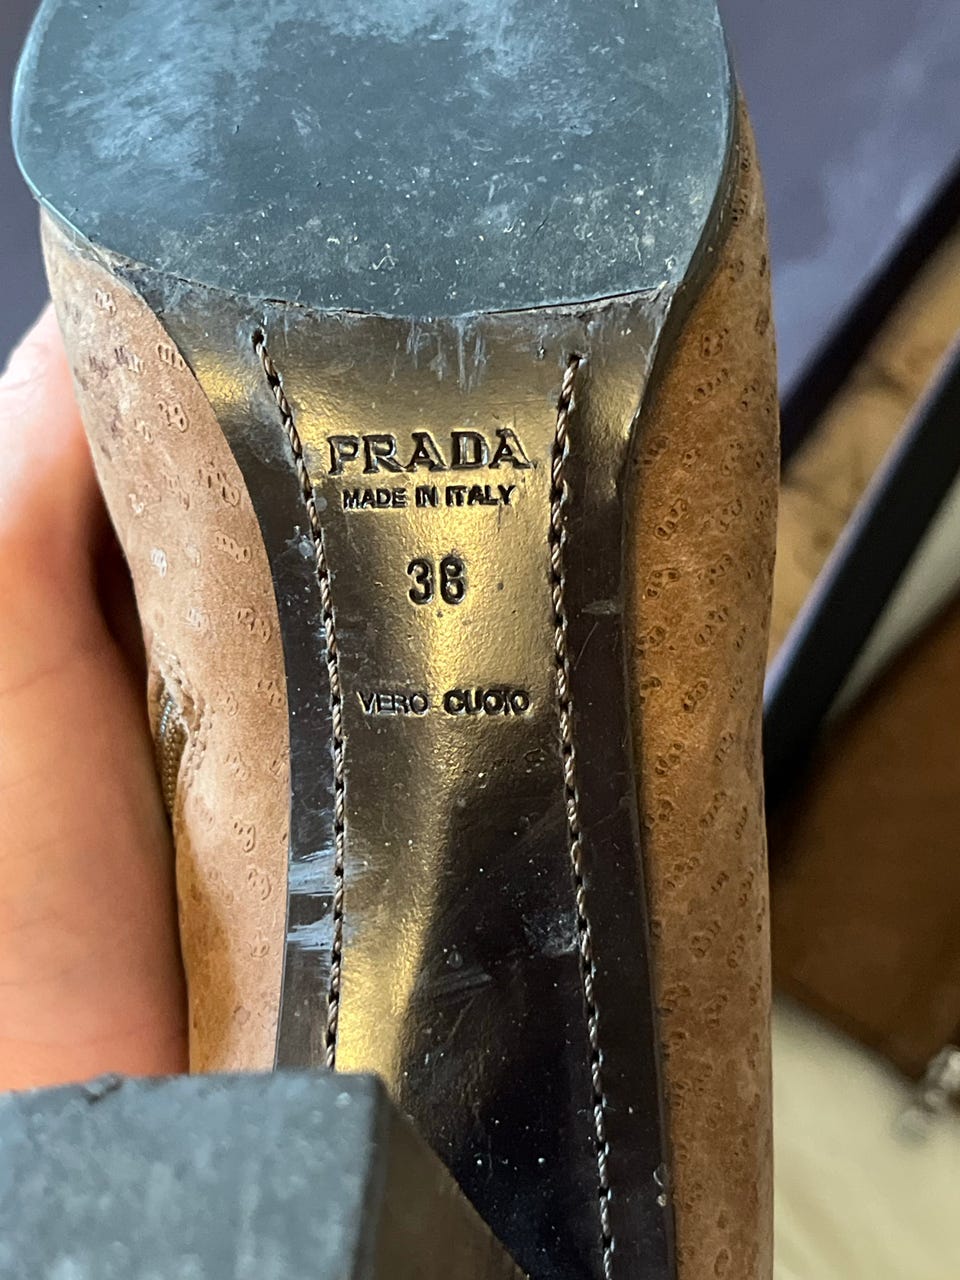 PRADA
MADE IN ITALY
36
VERO CUOIO